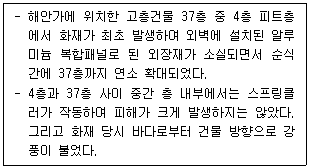 - 해안가에 위치한 고층건물 37층 중 4층 피트층
에서 화재가 최초 발생하여 외벽에 설치된 알루
미늄 복합패널로 된 외장재가 소실되면서 순식
간에 37층까지 연소 확대되었다.
- 4층과 37층 사이 중간 층 내부에서는 스프링클
러가 작동하여 피해가 크게 발생하지는 않았다.
그리고 화재 당시 바다로부터 건물 방향으로 강
풍이 불었다.